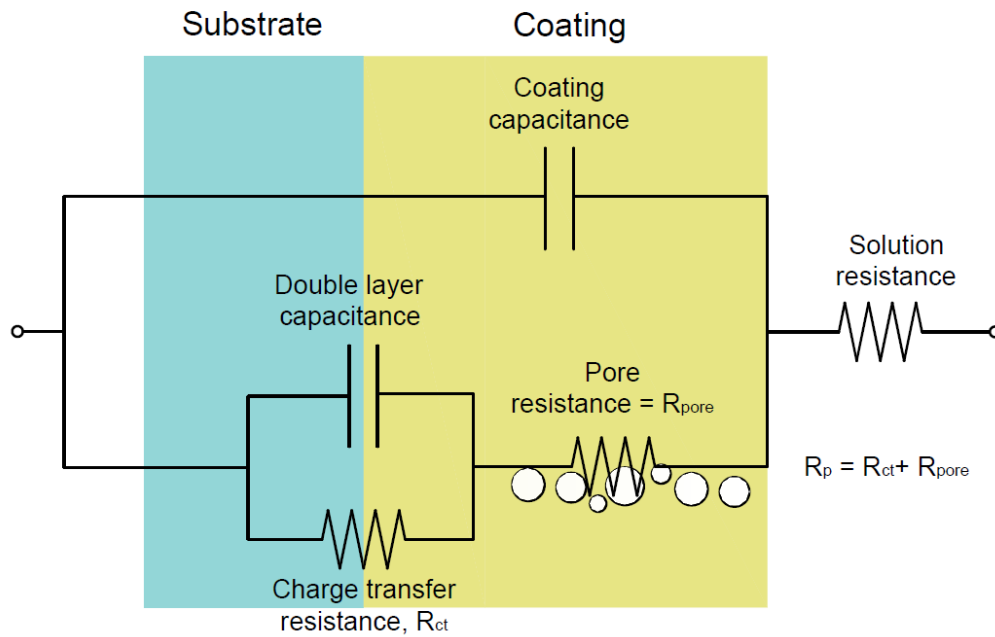 Substrate
Coating
Coating
capacitance
Solution
resistance
Double layer
capacitance
Pore
resistance = Rpore
Rp = Rct+ Rpore
Charge transfer
resistance, Rct